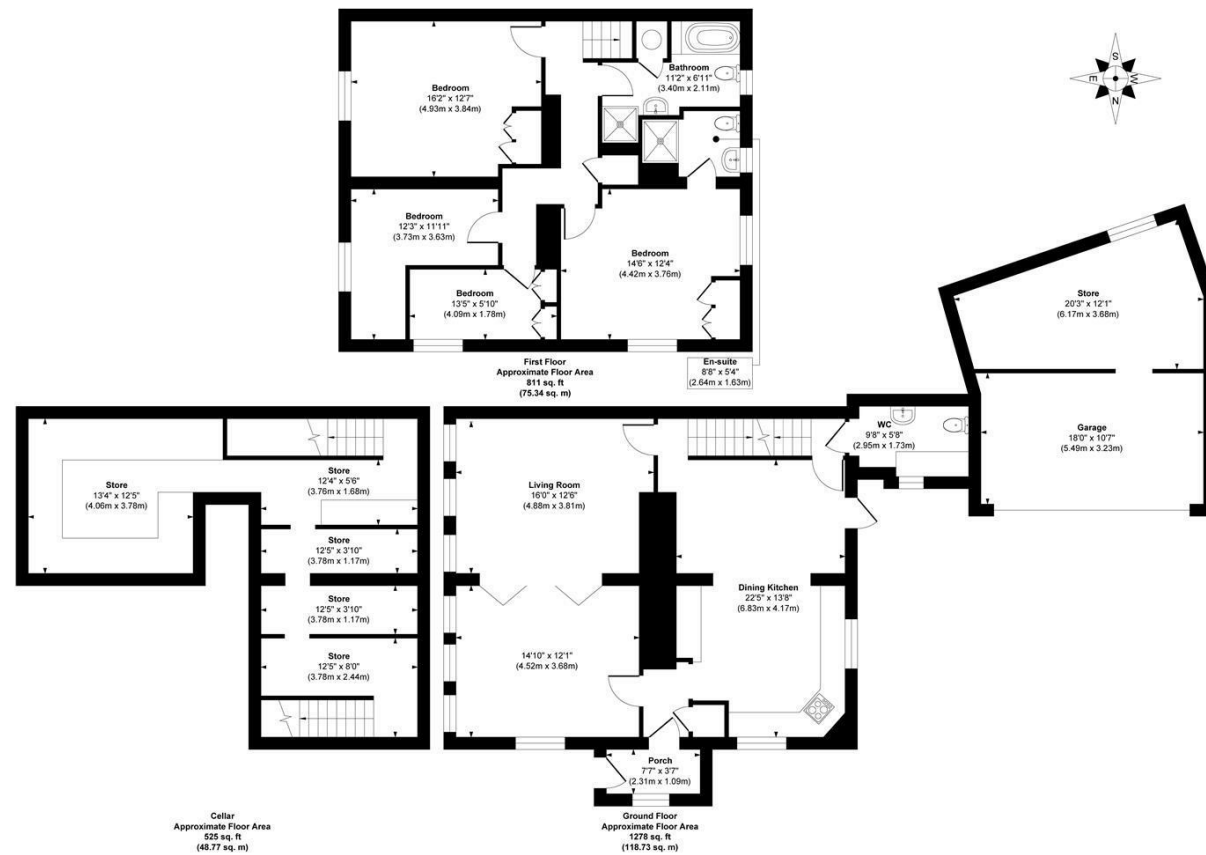 Bedroom
16'2" x 12'7"
(4.93m x 3.84m)
Bathroom
11'2" x 6'11"
(3.40m x 2.11m)
Bedroom
12'3" x 11'11"
(3.73m x 3.63m)
Bedroom
14'6" x 12'4"
(4.42m x 3.76m)
Bedroom
13'5" x 5'10"
(4.09m x 1.78m)
En-suite
8'8" x 5'4"
(2.64m x 1.63m)
First Floor
Approximate Floor Area
811 sq. ft
(75.34 sq. m)
S
E
W
N
Store
20'3" x 12'1"
(6.17m x 3.68m)
Garage
18'0" x 10'7"
(5.49m x 3.23m)
WC
9'8" x 5'8"
(2.95m x 1.73m)
Living Room
16'0" x 12'6"
(4.88m x 3.81m)
Dining Kitchen
22'5" x 13'8"
(6.83m x 4.17m)
14'10" x 12'1"
(4.52m x 3.68m)
Porch
7'7" x 3'7"
(2.31m x 1.09m)
Ground Floor
Approximate Floor Area
1278 sq. ft
(118.73 sq. m)
Store
13'4" x 12'5"
(4.06m x 3.78m)
Store
12'4" x 5'6"
(3.76m x 1.68m)
Store
12'5" x 3'10"
(3.78m x 1.17m)
Store
12'5" x 3'10"
(3.78m x 1.17m)
Store
12'5" x 8'0"
(3.78m x 2.44m)
Cellar
Approximate Floor Area
525 sq. ft
(48.77 sq. m)